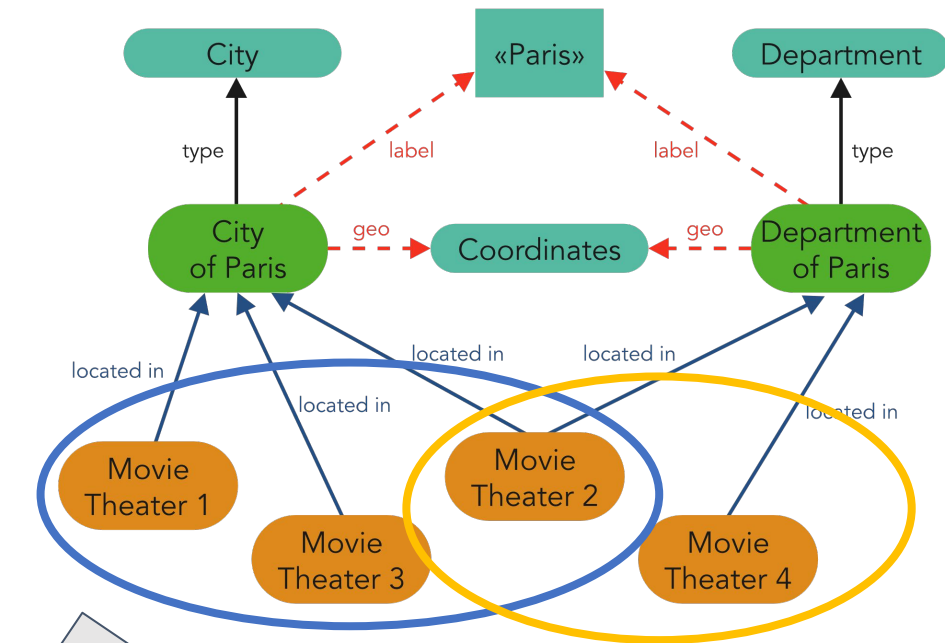 City
«Paris»
Department
type
label
label
type
City
of Paris
geo
Coordinates
geo
Department
of Paris
located in
located in
located in
located in
located in
Movie
Theater 1
Movie
Theater 2
Movie
Theater 3
Movie
Theater 4